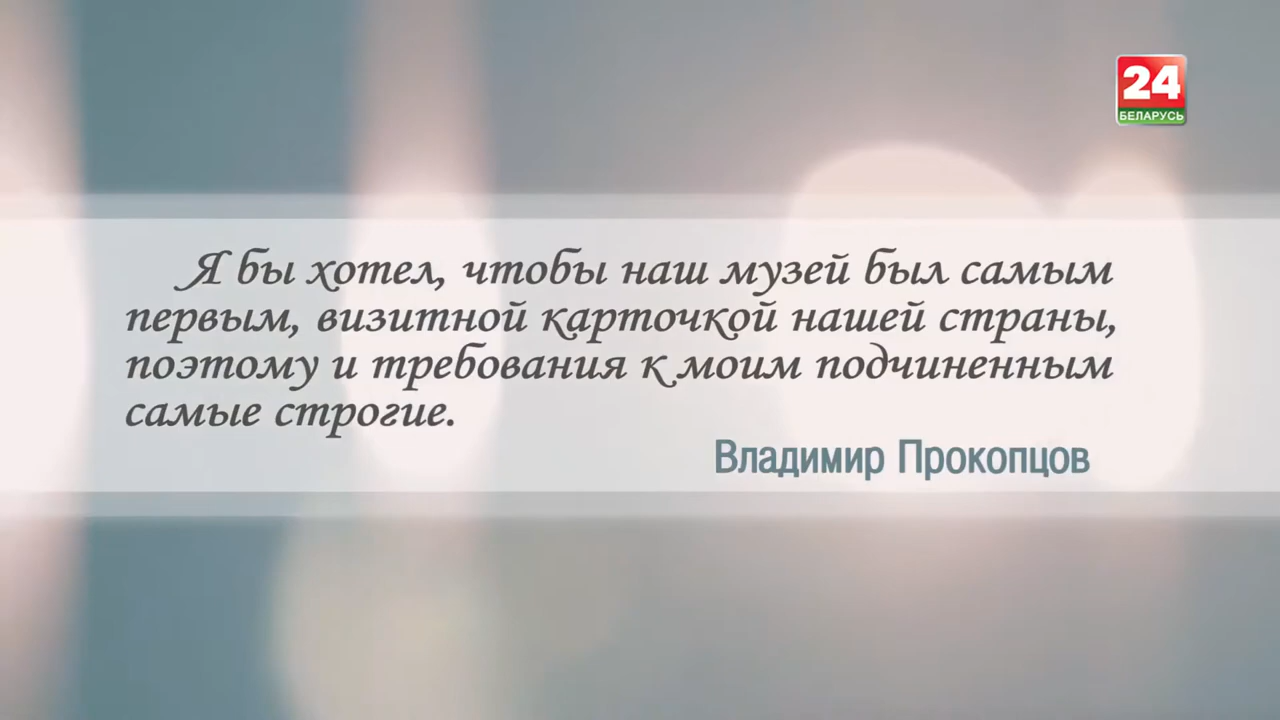 24
БЕЛАРУСЬ
Я бы хотел, чтобы наш музей был самым
первым, визитной карточкой нашей страны,
поэтому и требования к моим подчиненным
самые строгие.
Владимир Прокопцов